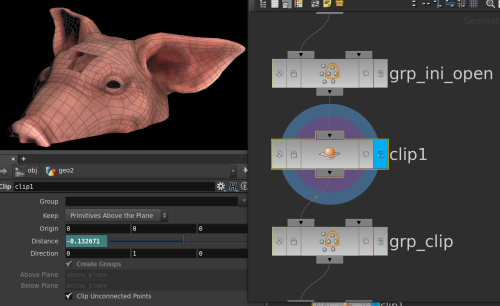 Geomet
grp_ini_open
clip1
obj
geo2
Clip clip1
Group
Keep Primitives Above the Plane
Origin 0 0 0
Distance -0.132671
Direction 0 1 0
Create Groups
Above Plane above_plane
Below Plane below_plane
Clip Unconnected Points
grp_clip
clip1